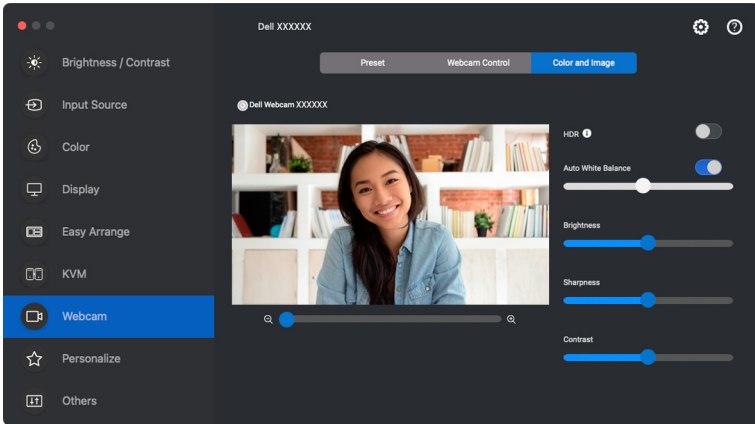 Dell XXXXXX
Brightness / Contrast
Input Source
Color
Display
Easy Arrange
KVM
Webcam
Personalize
Others
Preset Webcam Control Color and Image
Dell Webcam XXXXXX
HDR
Auto White Balance
Brightness
Sharpness
Contrast